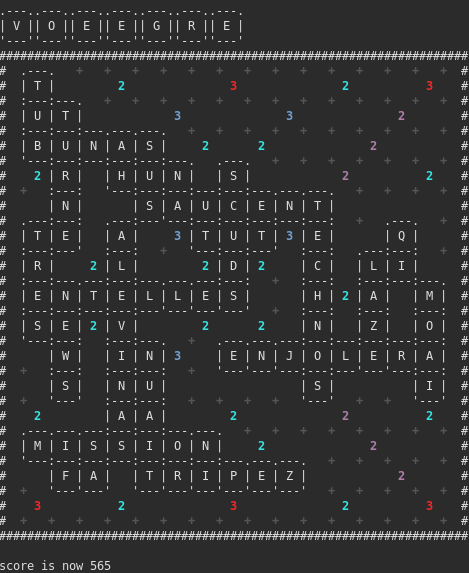 V O E E G R E
T 2 3 2 3
U T 3 3 2
B U N A S 2 2 2
2 R H U N S 2 2
N S A U C E N T
T E A 3 T U T 3 E Q
R 2 L 2 D 2 C L I
E N T E L L E S H 2 A M
S E 2 V 2 2 N Z O
W I N 3 E N J O L E R A
S N U S I
2 A A 2 2 2
M I S S I O N 2 2
F A T R I P E Z 2
3 2 3 2 3
score is now 565